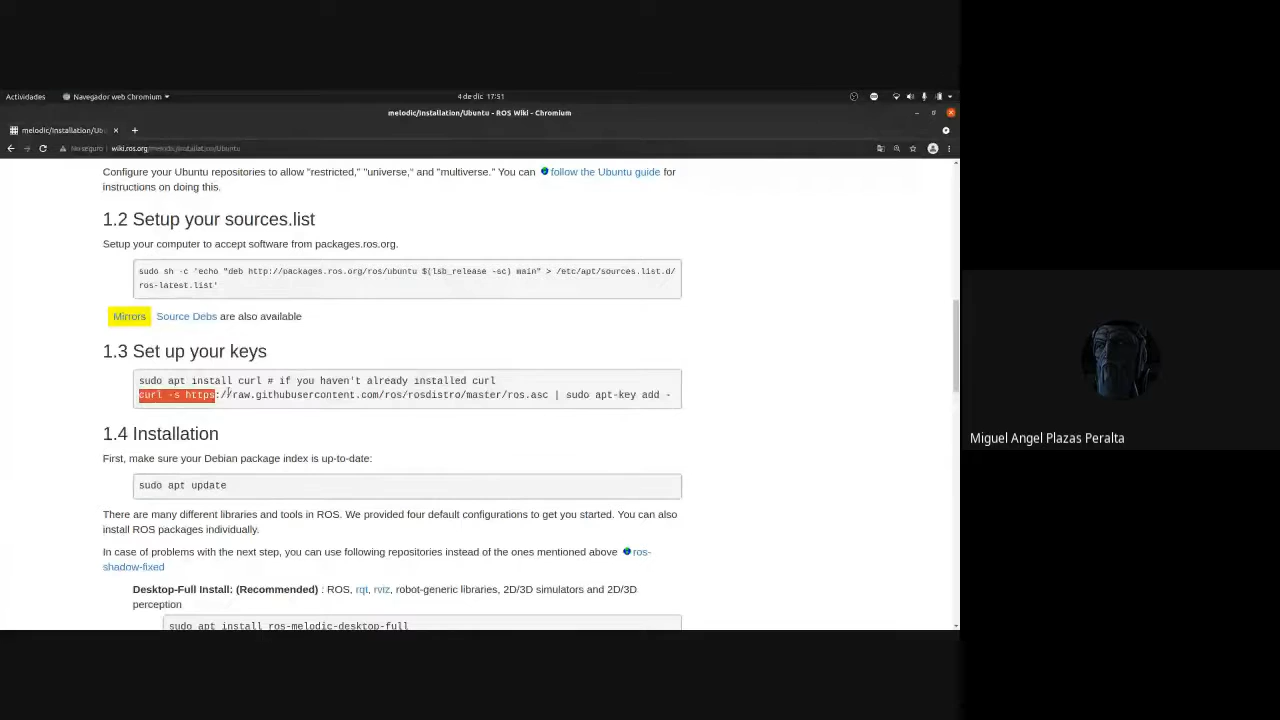 Actividades
Navegador web Chromium
4 de dic 17:51
melodic/Installation/Ubuntu - ROS Wiki - Chromium
melodic/Installation/Ub
No seguro
wiki.ros.org/melodic/Installation/Ubuntu
Configure your Ubuntu repositories to allow "restricted," "universe," and "multiverse." You can follow the Ubuntu guide for
instructions on doing this.
1.2 Setup your sources.list
Setup your computer to accept software from packages.ros.org.
sudo sh -c 'echo "deb http://packages.ros.org/ros/ubuntu $(lsb_release -sc) main" > /etc/apt/sources.list.d/
ros-latest.list'
Mirrors Source Debs are also available
1.3 Set up your keys
sudo apt install curl # if you haven't already installed curl
curl -s https://raw.githubusercontent.com/ros/rosdistro/master/ros.asc | sudo apt-key add -
1.4 Installation
First, make sure your Debian package index is up-to-date:
sudo apt update
There are many different libraries and tools in ROS. We provided four default configurations to get you started. You can also
install ROS packages individually.
In case of problems with the next step, you can use following repositories instead of the ones mentioned above ros-
shadow-fixed
Desktop-Full Install: (Recommended) : ROS, rqt, rviz, robot-generic libraries, 2D/3D simulators and 2D/3D
perception
sudo apt install ros-melodic-desktop-full
Miguel Angel Plazas Peralta